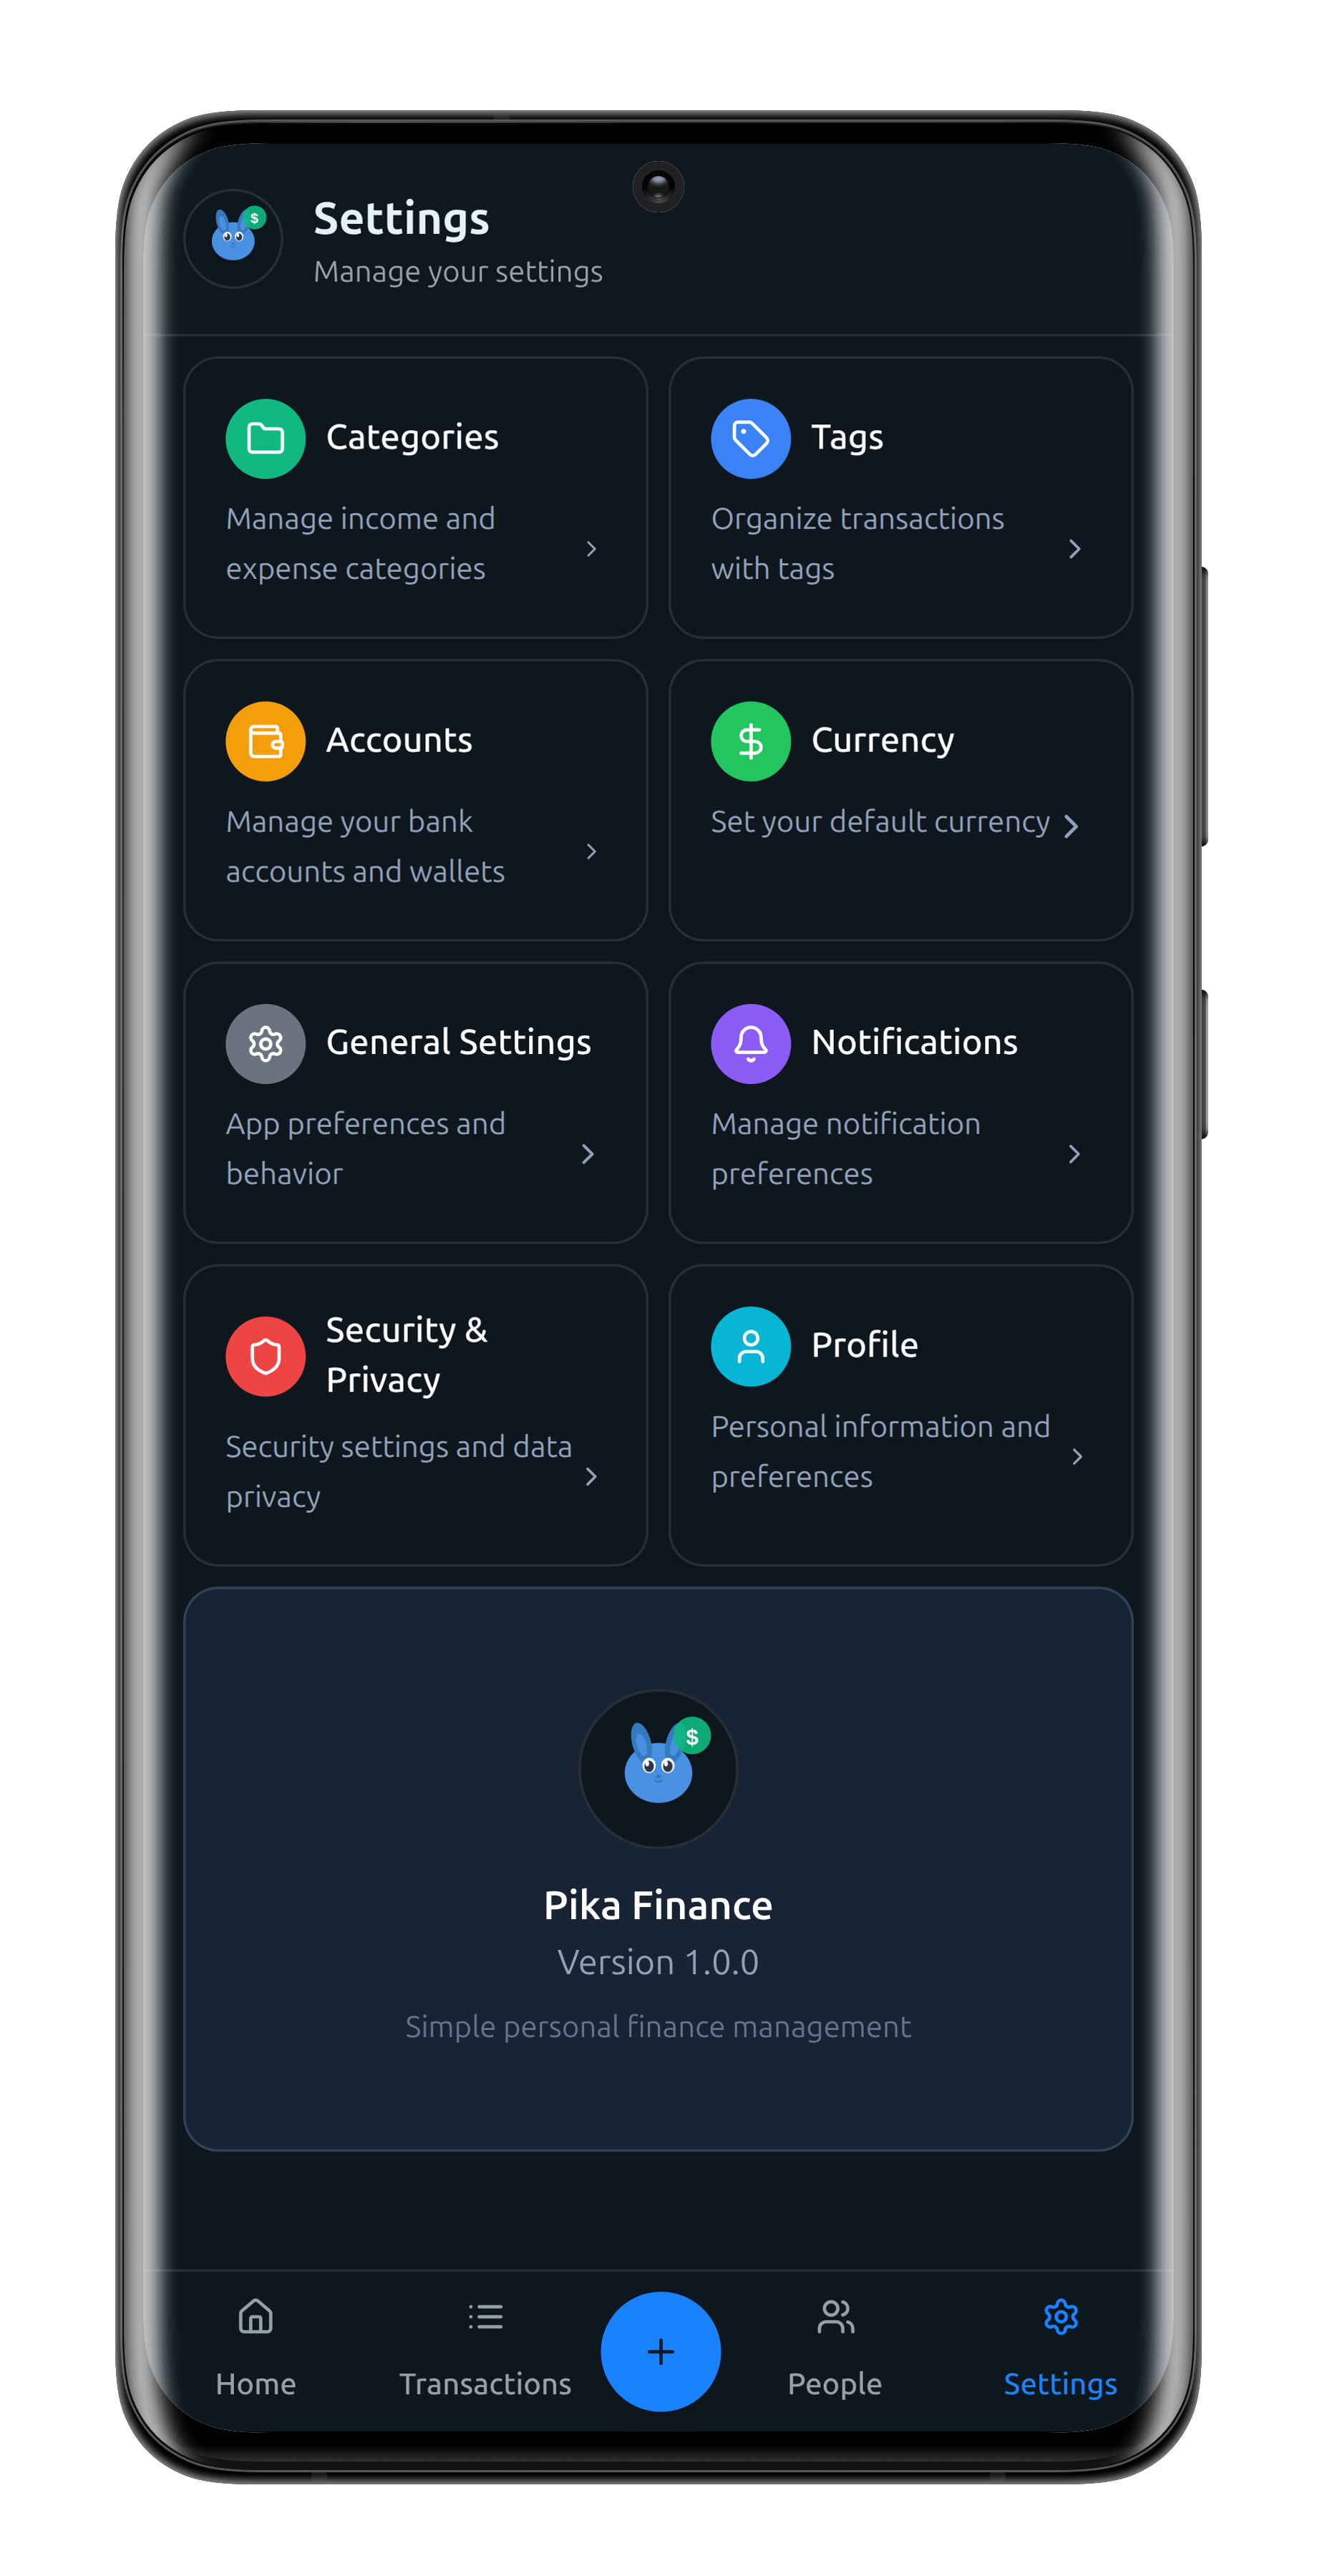 $
Settings
Manage your settings
Categories
Manage income and
expense categories
Tags
Organize transactions
with tags
Accounts
Manage your bank
accounts and wallets
Currency
Set your default currency
General Settings
App preferences and
behavior
Notifications
Manage notification
preferences
Security &
Privacy
Security settings and data
privacy
Profile
Personal information and
preferences
$
Pika Finance
Version 1.0.0
Simple personal finance management
Home
Transactions
People
Settings